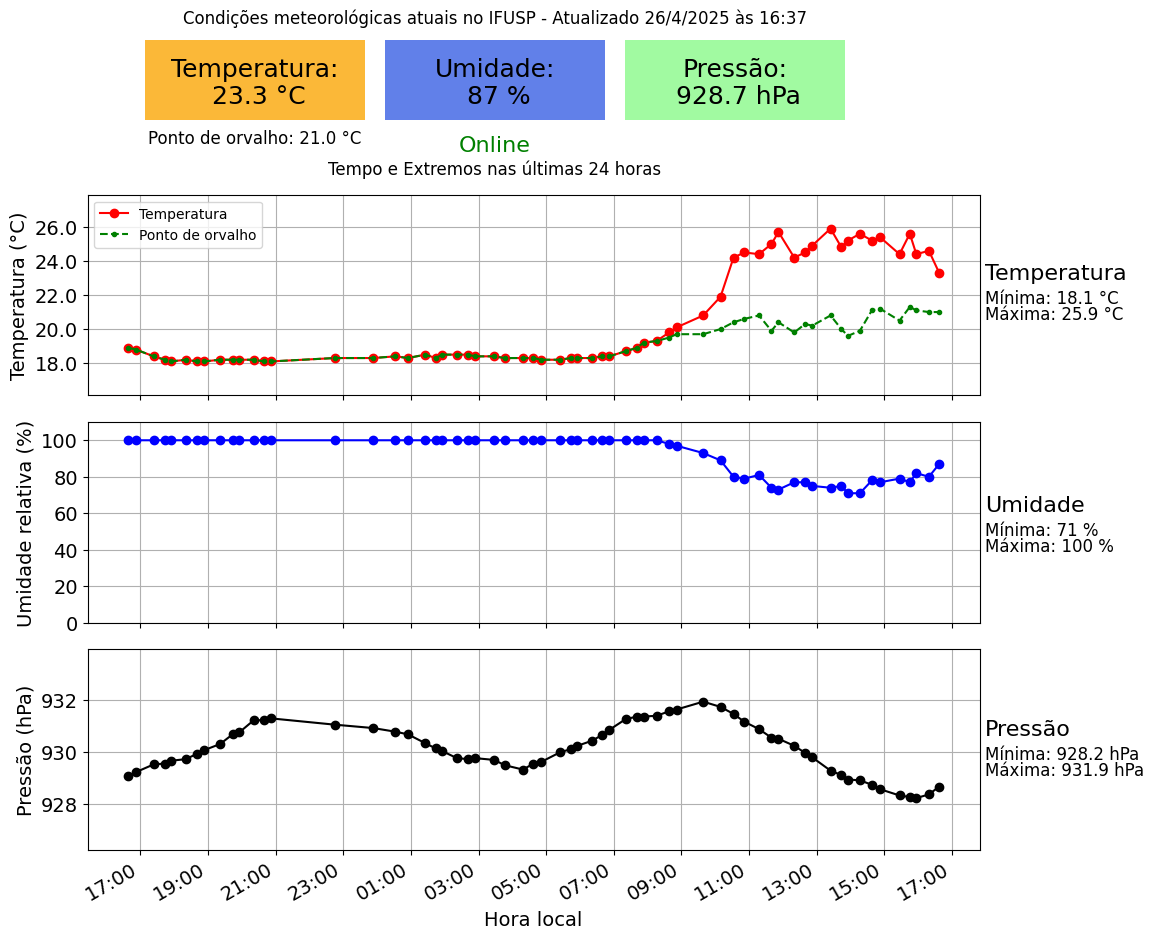 Condições meteorológicas atuais no IFUSP - Atualizado 26/4/2025 às 16:37
Temperatura:
23.3 °C
Umidade:
87 %
Pressão:
928.7 hPa
Ponto de orvalho: 21.0 °C
Online
Tempo e Extremos nas últimas 24 horas
Temperatura (°C)
26.0
24.0
22.0
20.0
18.0
Temperatura
Ponto de orvalho
Temperatura
Mínima: 18.1 °C
Máxima: 25.9 °C
Umidade relativa (%)
100
80
60
40
20
0
Umidade
Mínima: 71 %
Máxima: 100 %
Pressão (hPa)
932
930
928
Pressão
Mínima: 928.2 hPa
Máxima: 931.9 hPa
17:00
19:00
21:00
23:00
01:00
03:00
05:00
07:00
09:00
11:00
13:00
15:00
17:00
Hora local